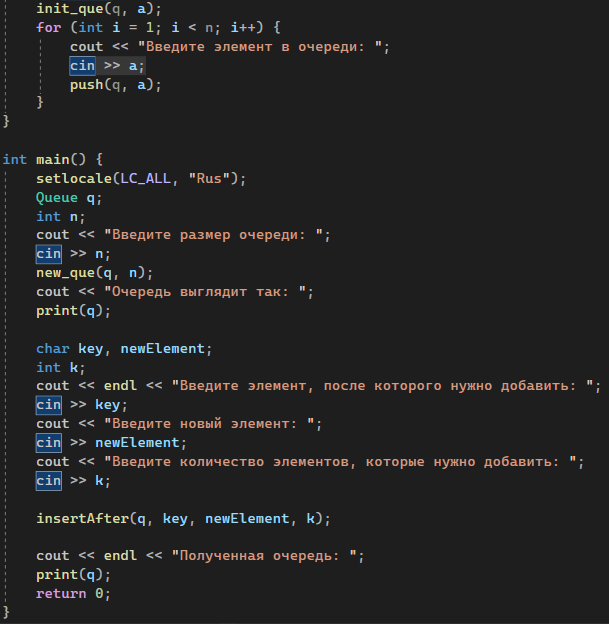 init_que(q, a);
for (int i = 1; i < n; i++) {
cout << "Введите элемент в очереди: ";
cin >> a;
push(q, a);
}
}
int main() {
setlocale(LC_ALL, "Rus");
Queue q;
int n;
cout << "Введите размер очереди: ";
cin >> n;
new_que(q, n);
cout << "Очередь выглядит так: ";
print(q);
char key, newElement;
int k;
cout << endl << "Введите элемент, после которого нужно добавить: ";
cin >> key;
cout << "Введите новый элемент: ";
cin >> newElement;
cout << "Введите количество элементов, которые нужно добавить: ";
cin >> k;
insertAfter(q, key, newElement, k);
cout << endl << "Полученная очередь: ";
print(q);
return 0;
}